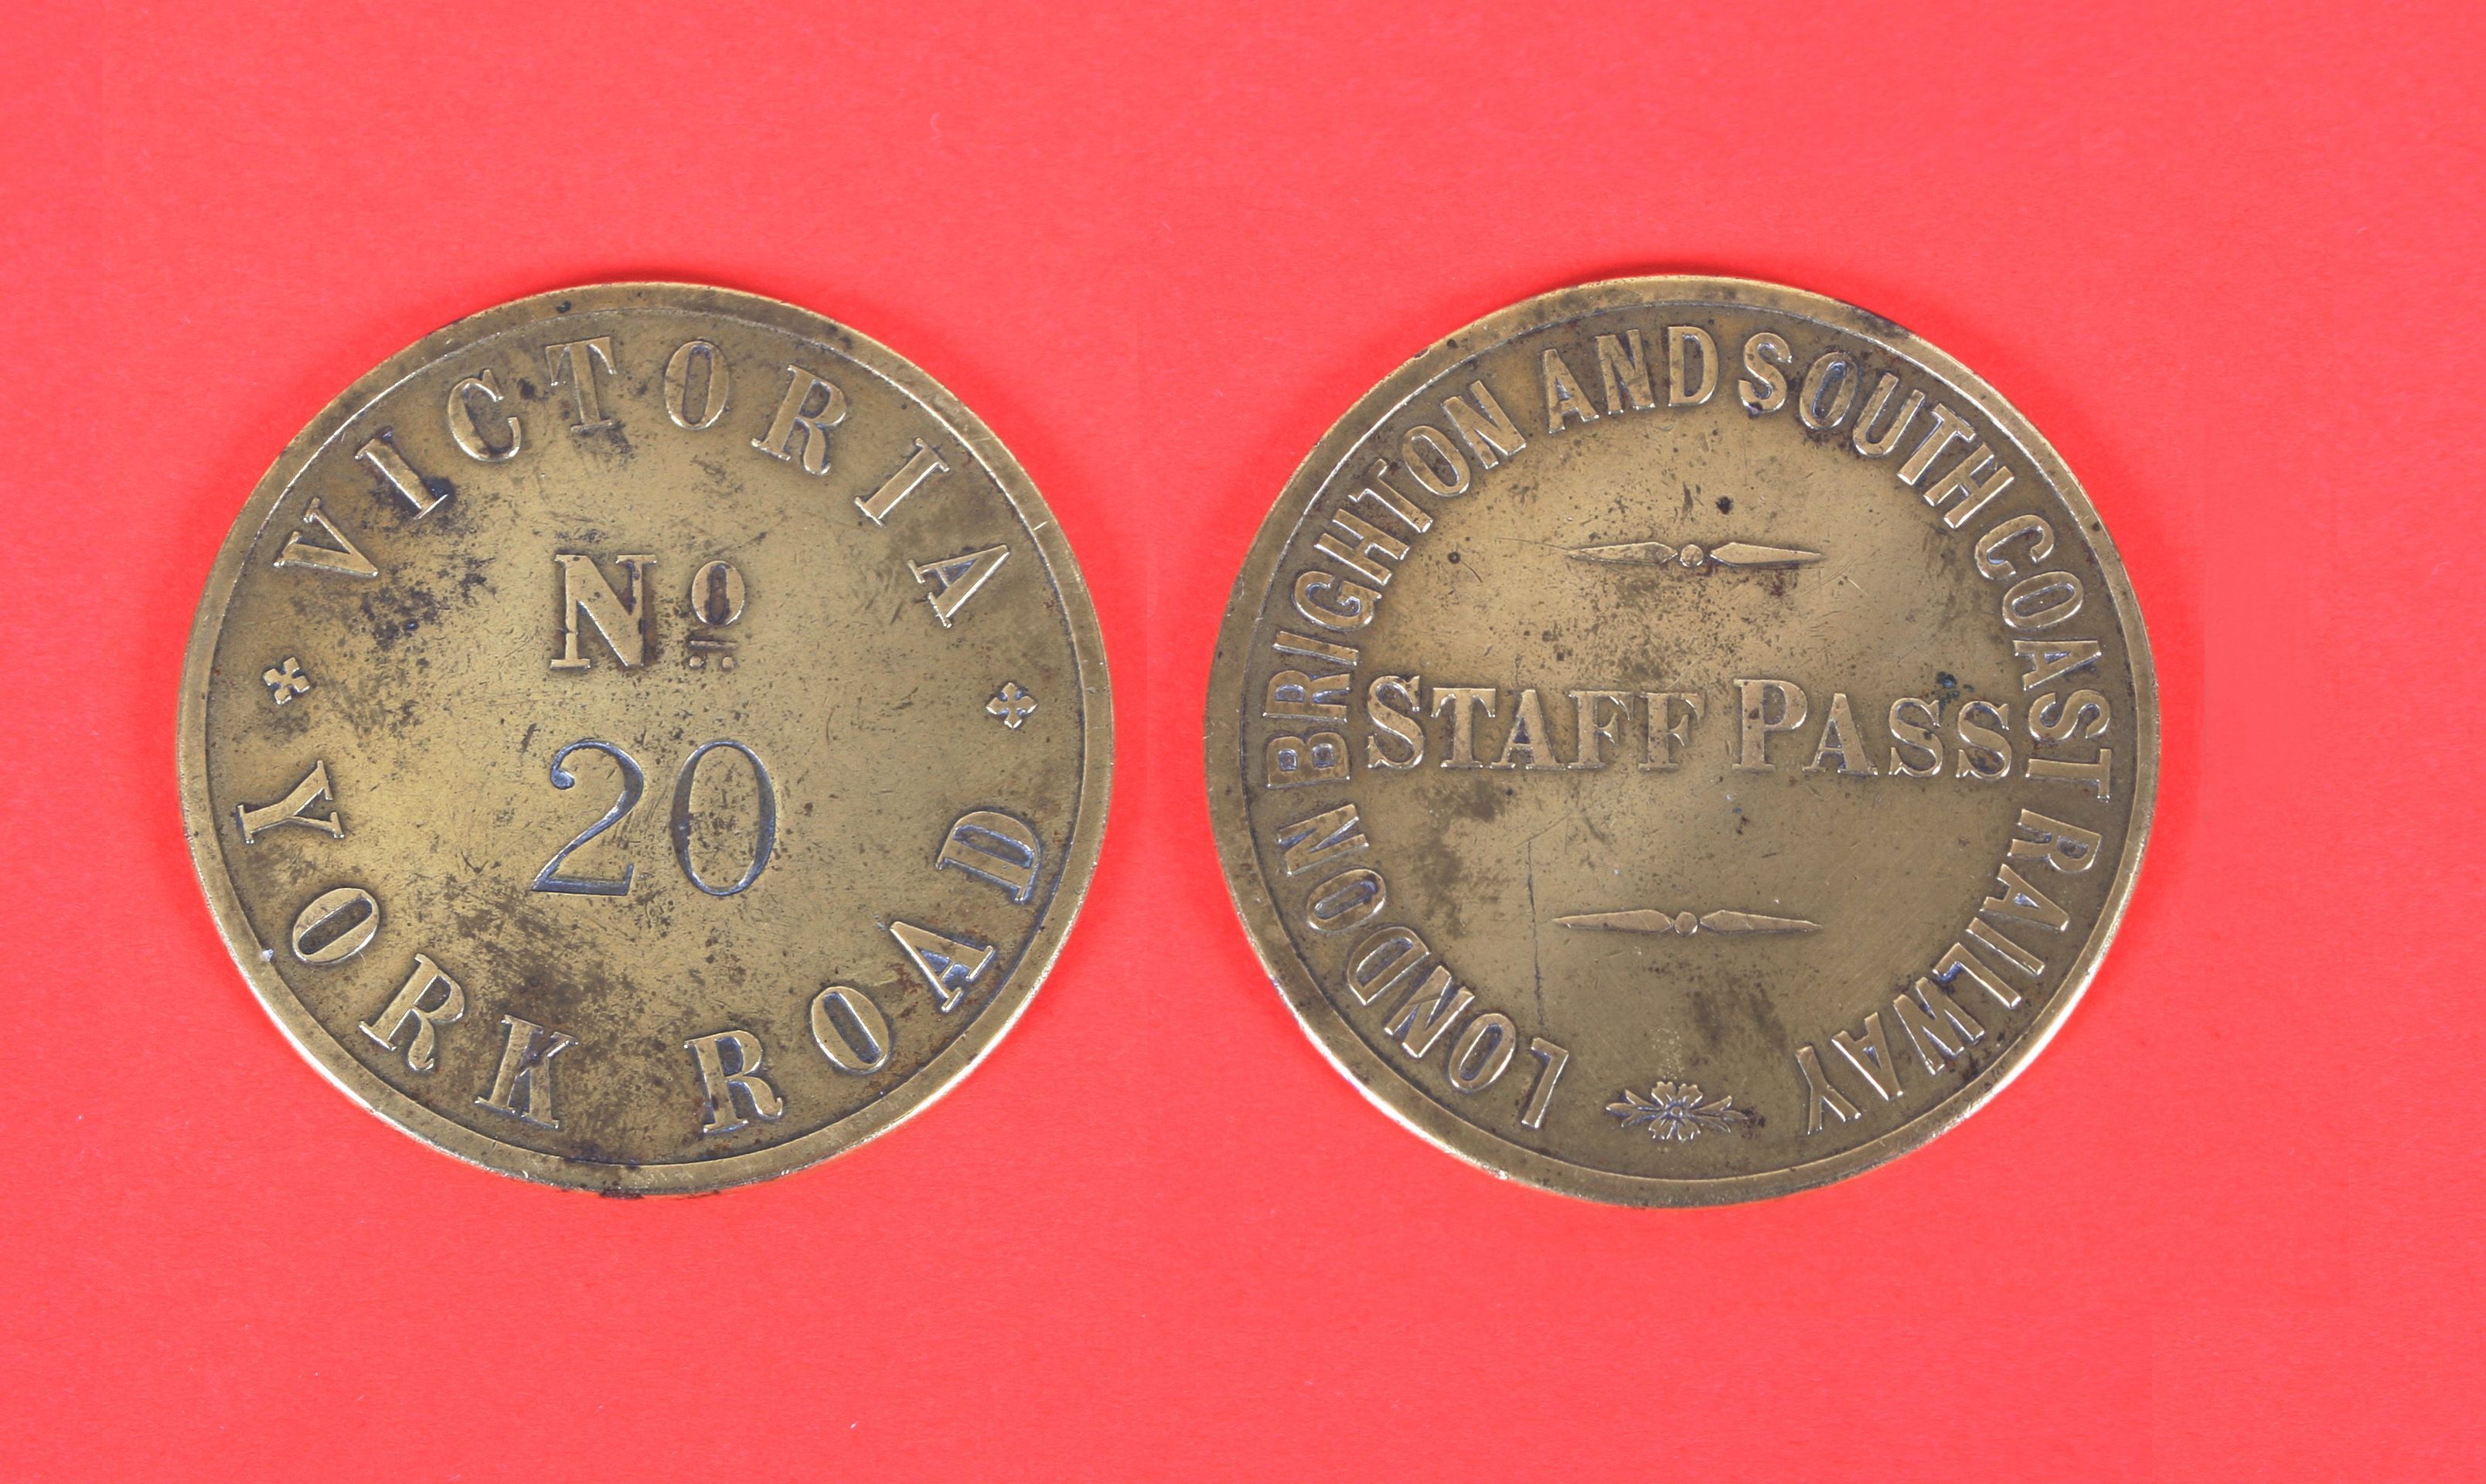 VICTORIA
No
20
YORK ROAD
LONDON BRIGHTON AND SOUTH COAST RAILWAY
STAFF PASS